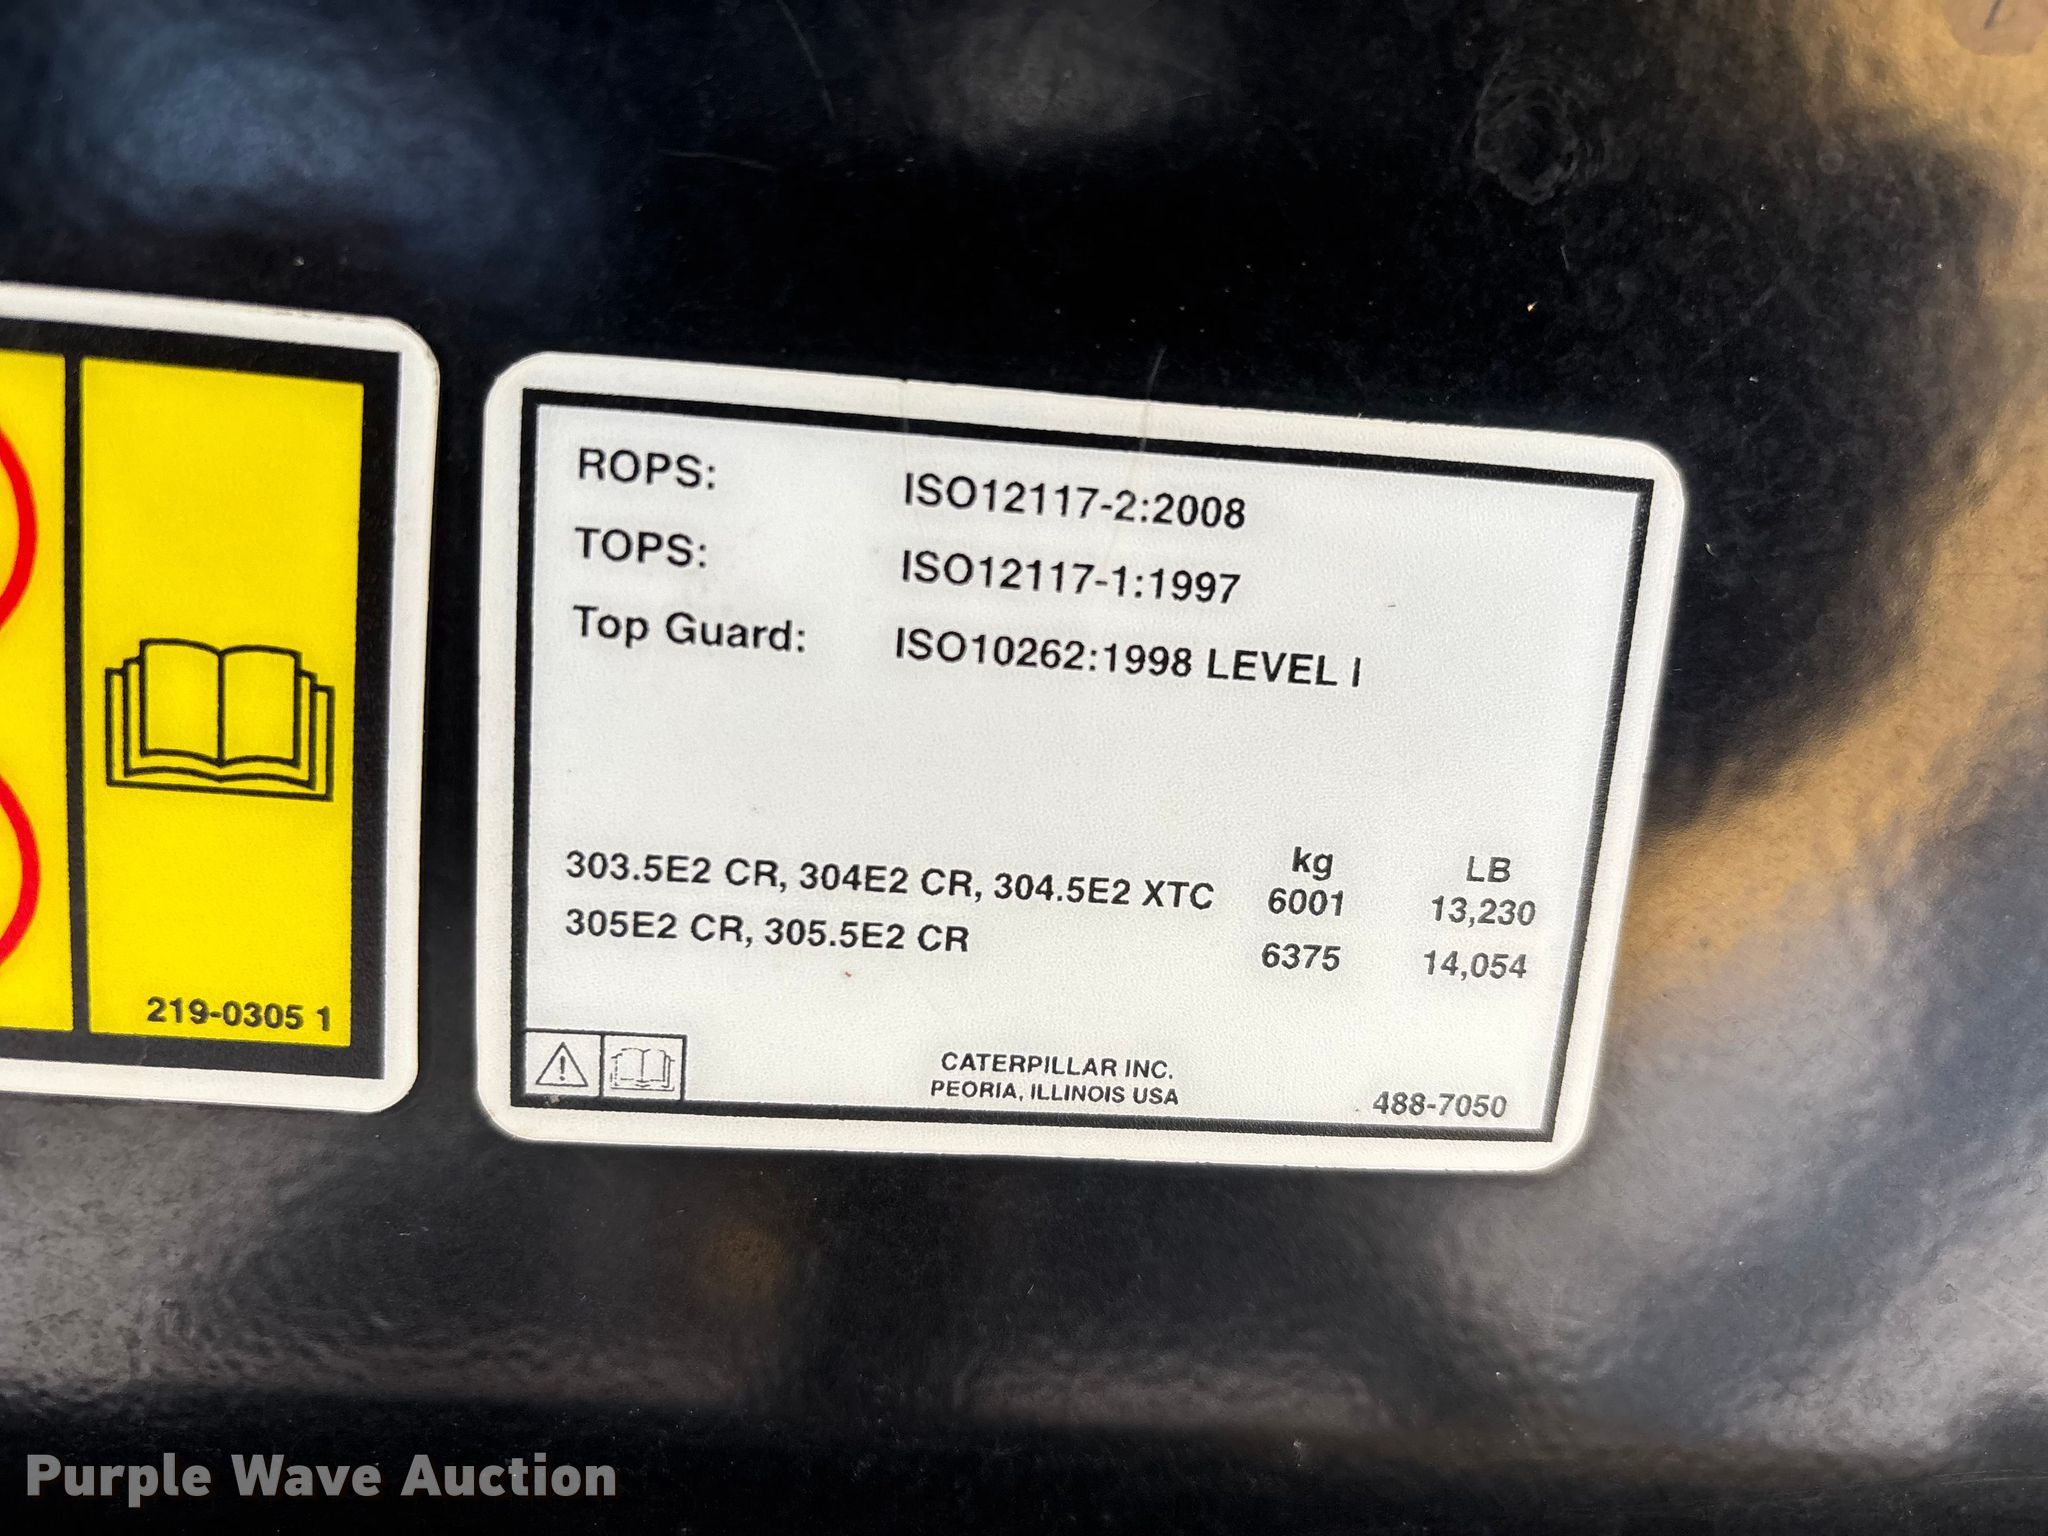 ROPS: ISO12117-2:2008
TOPS: ISO12117-1:1997
Top Guard: ISO10262:1998 LEVEL I
kg LB
303.5E2 CR, 304E2 CR, 304.5E2 XTC 6001 13,230
305E2 CR, 305.5E2 CR 6375 14,054
CATERPILLAR INC.
PEORIA, ILLINOIS USA
488-7050
219-0305 1
Purple Wave Auction